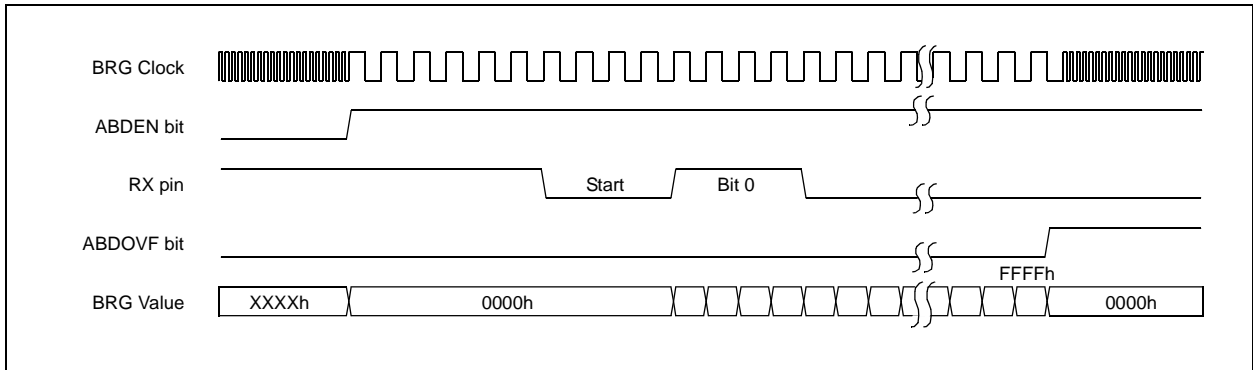 BRG Clock
ABDEN bit
RX pin
Start
Bit 0
ABDOVF bit
FFFFh
BRG Value
XXXXh
0000h
0000h